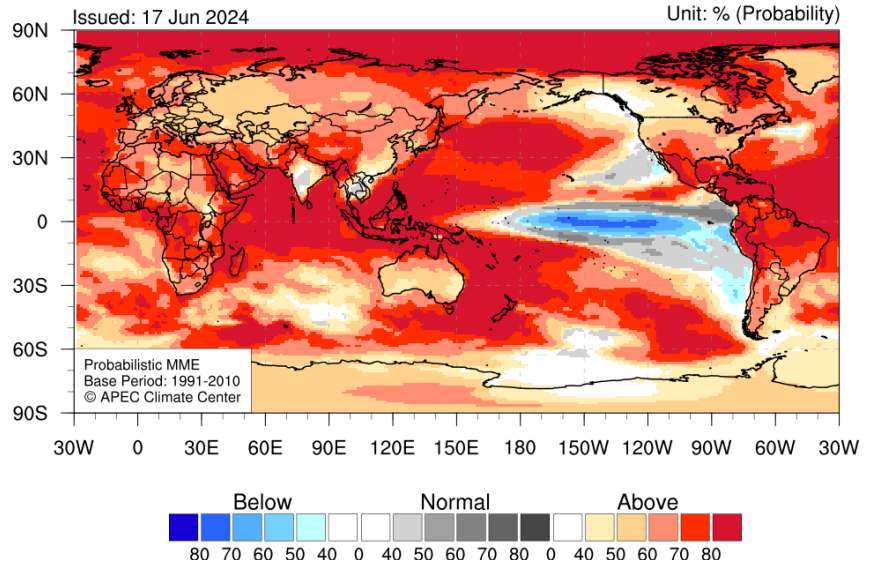 Issued: 17 Jun 2024
Unit: % (Probability)
90N
60N
30N
0
30S
60S
90S
Probabilistic MME
Base Period: 1991-2010
© APEC Climate Center
30W 0 30E 60E 90E 120E 150E 180 150W 120W 90W 60W 30W
Below Normal Above
80 70 60 50 40 0 40 50 60 70 80 0 40 50 60 70 80